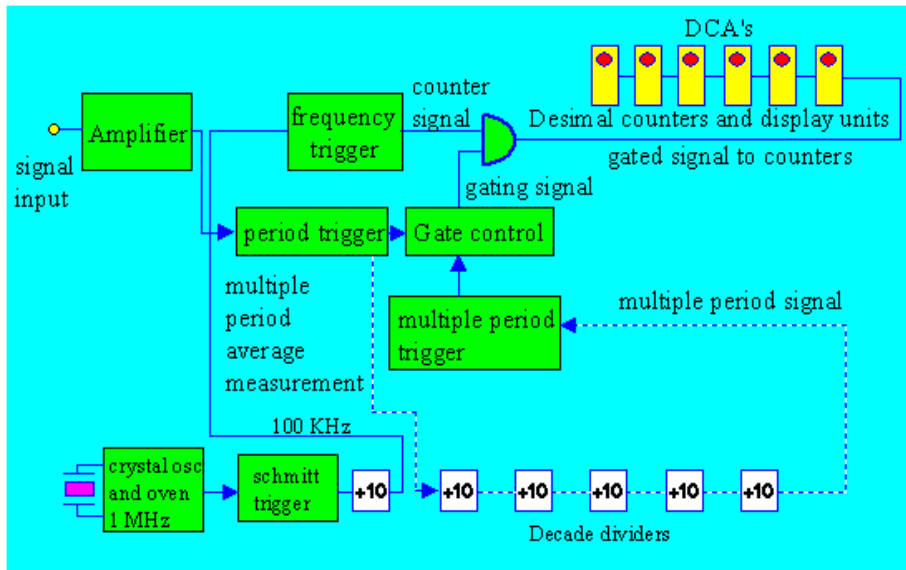 DCA's
counter
signal
frequency
trigger
Amplifier
Desimal counters and display units
gated signal to counters
signal
input
gating signal
period trigger
Gate control
multiple
period
average
measurement
multiple period
trigger
multiple period signal
100 KHz
crystal osc
and oven
1 MHz
schmitt
trigger
+10
+10
+10
+10
+10
+10
Decade dividers